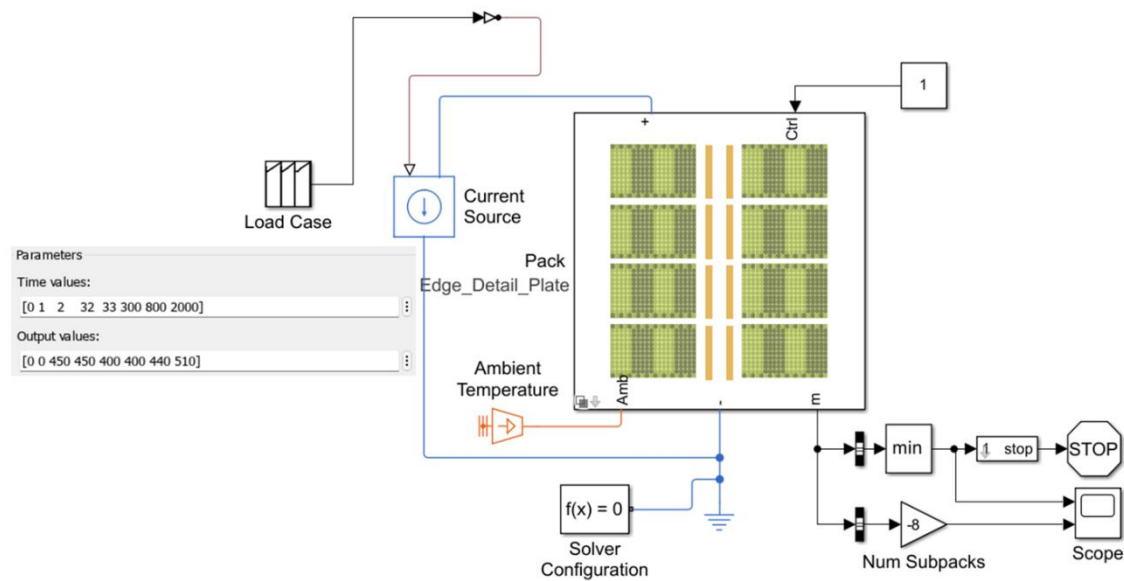 1
+
Ctrl
Load Case
Current
Source
Parameters
Time values:
[0 1 2 32 33 300 800 2000]
Output values:
[0 0 450 450 400 400 440 510]
Pack
Edge_Detail_Plate
Ambient
Temperature
Amb
-
m
min
1 stop
STOP
f(x) = 0
Solver
Configuration
-8
Num Subpacks
Scope